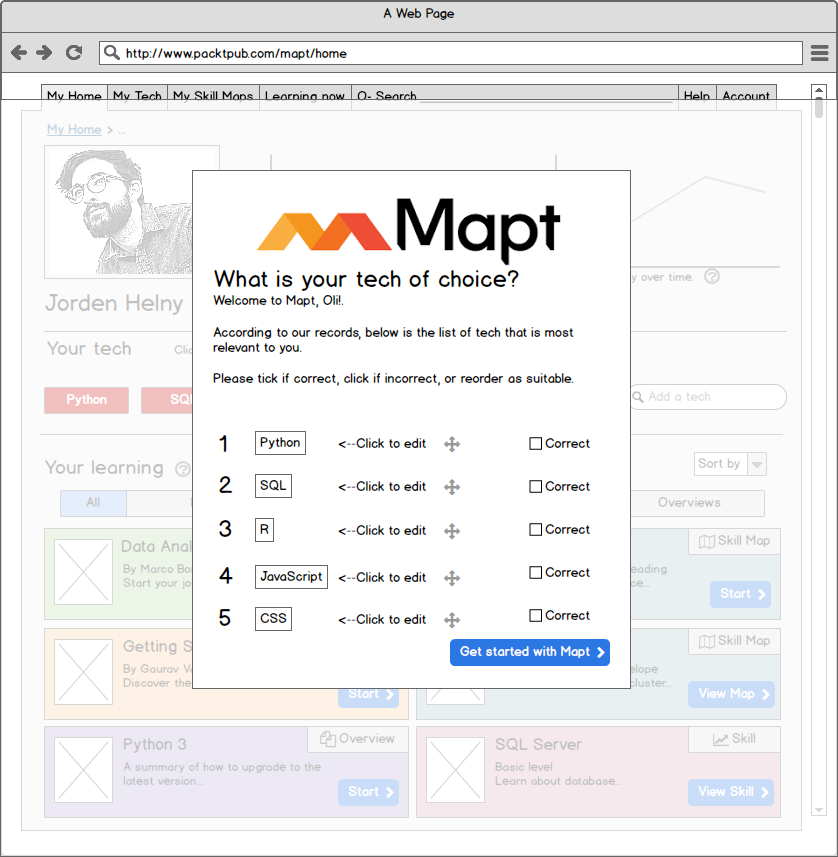 A Web Page
http://www.packtpub.com/mapt/home
My Home My Tech My Skill Maps Learning now O- Search Help Account
My Home > ...
Mapt
What is your tech of choice?
Welcome to Mapt, Oli!.
According to our records, below is the list of tech that is most
relevant to you.
Please tick if correct, click if incorrect, or reorder as suitable.
1 Python <--Click to edit Correct
2 SQL <--Click to edit Correct
3 R <--Click to edit Correct
4 JavaScript <--Click to edit Correct
5 CSS <--Click to edit Correct
Get started with Mapt
y over time. ?
Jorden Helny
Your tech
Python
Add a tech
Your learning ?
Sort by
All
Overviews
Data Anal
By Marco
Start your
Skill Map
eading
Start
Getting S
By Gaurav
Discover the
Start
Skill Map
elope
cluster...
View Map
Python 3
Overview
A summary of how to upgrade to the
latest version...
Start
SQL Server
Skill
Basic level
Learn about database...
View Skill